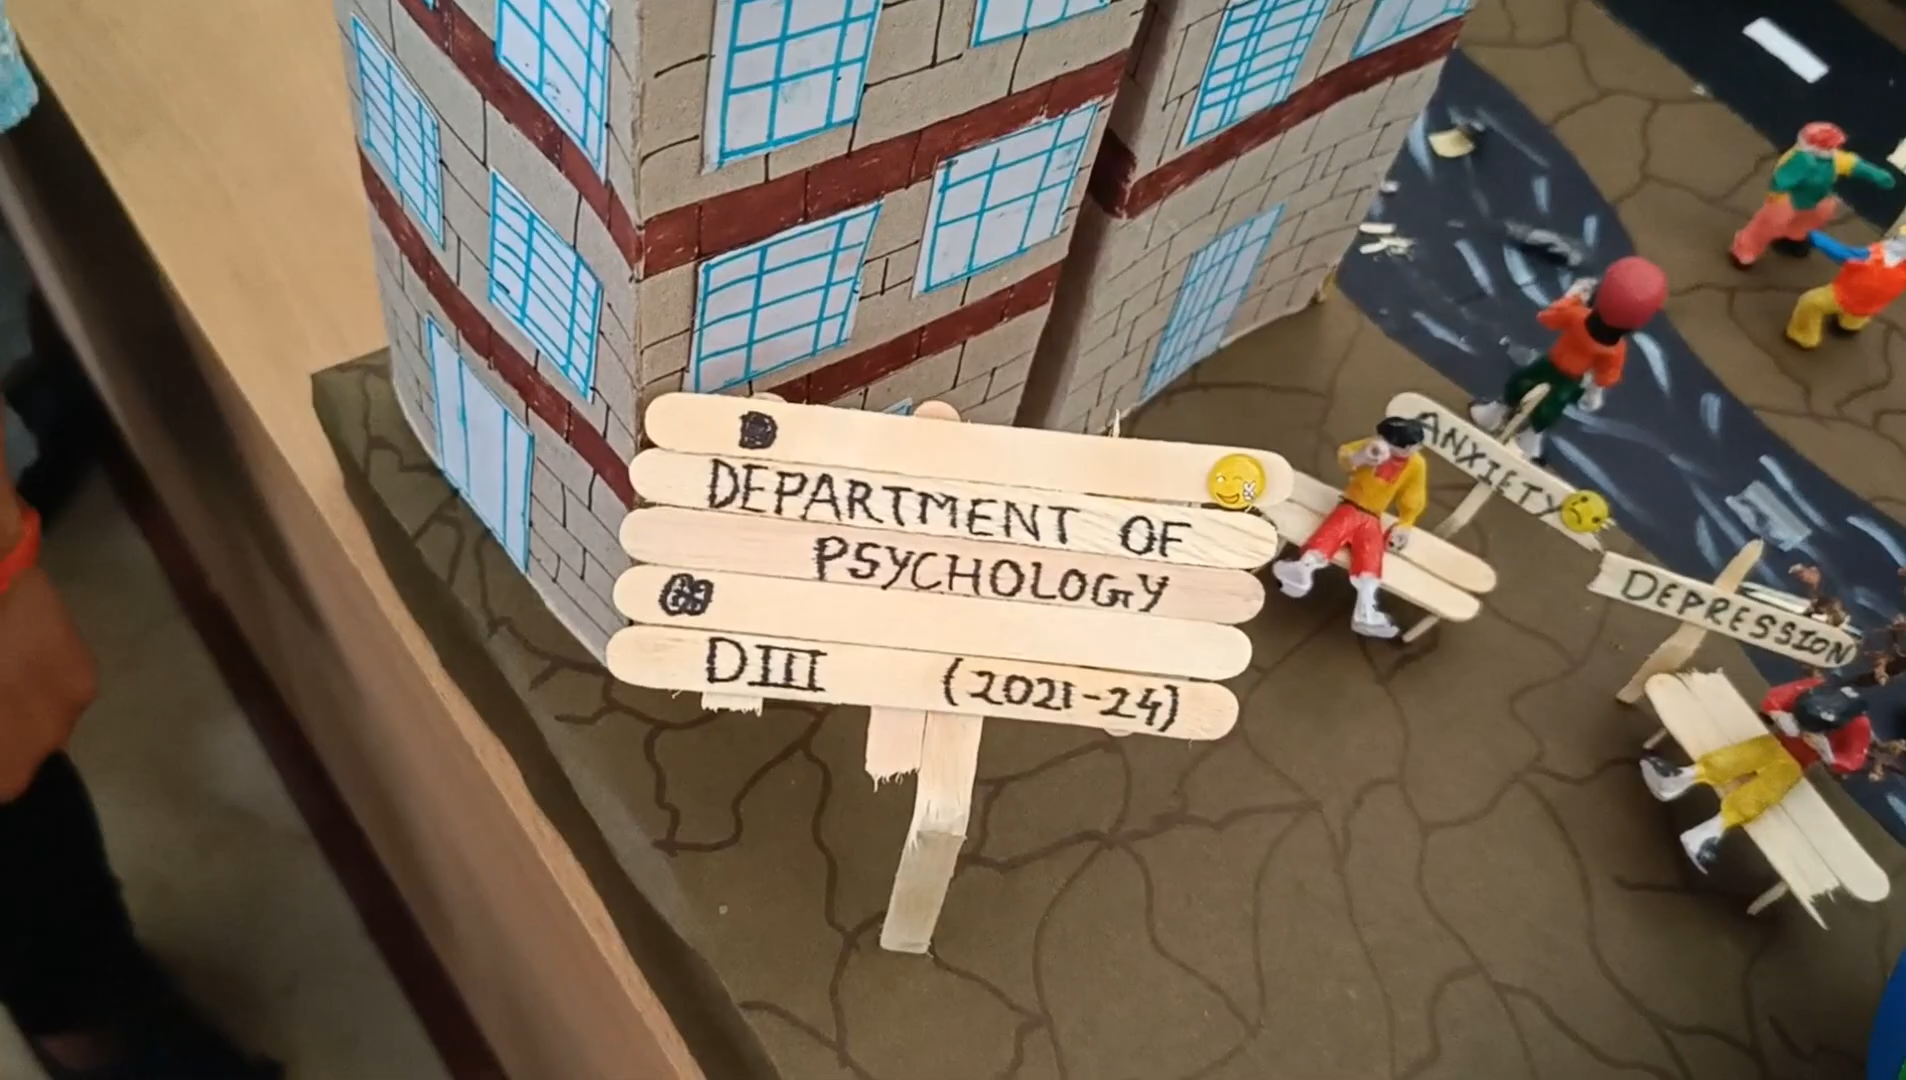 DEPARTMENT OF
PSYCHOLOGY
DIII (2021-24)
ANXIETY
DEPRESSION